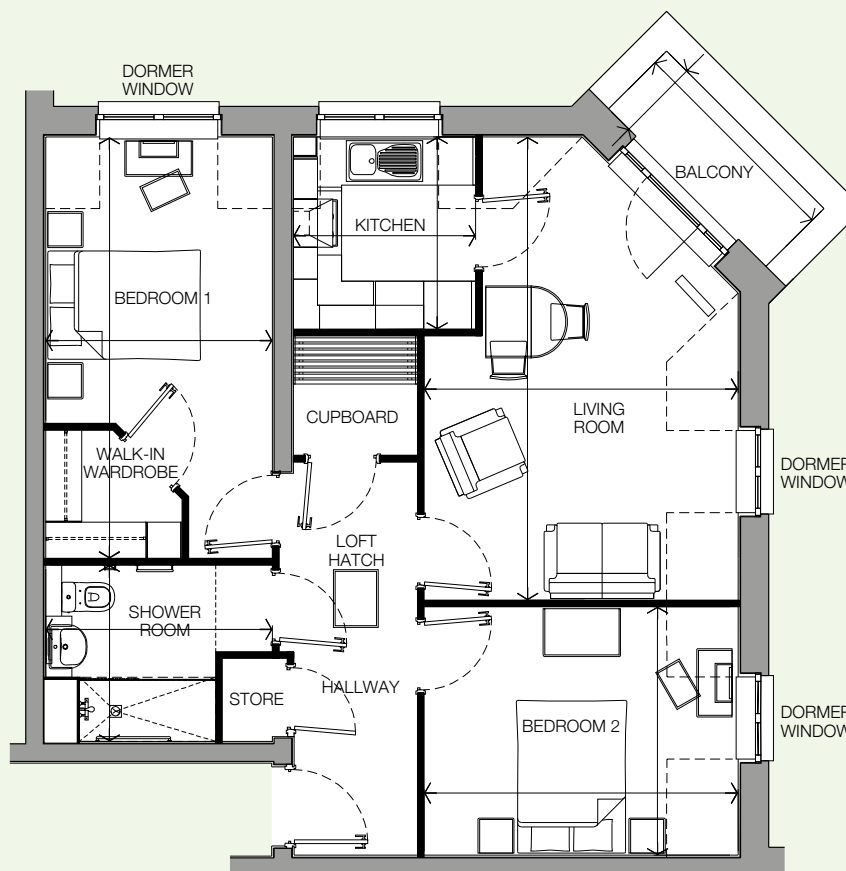 DORMER
WINDOW
BALCONY
KITCHEN
BEDROOM 1
CUPBOARD
LIVING
ROOM
WALK-IN
WARDROBE
DORMER
WINDOW
LOFT
HATCH
SHOWER
ROOM
STORE
HALLWAY
BEDROOM 2
DORMER
WINDOW